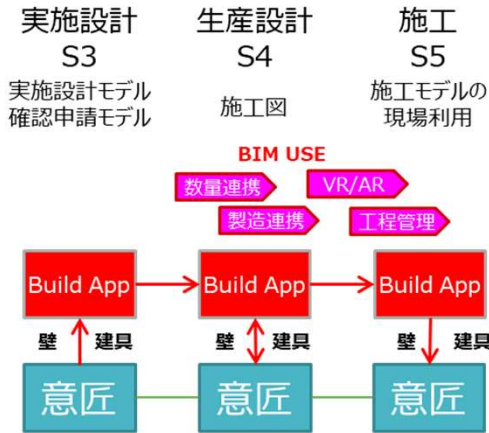 実施設計 生産設計 施工
S3 S4 S5
実施設計モデル 施工図 施工モデルの
確認申請モデル 現場利用
BIM USE
数量連携 VR/AR
製造連携 工程管理
Build App Build App Build App
壁 建具 壁 建具 壁 建具
意匠 意匠 意匠